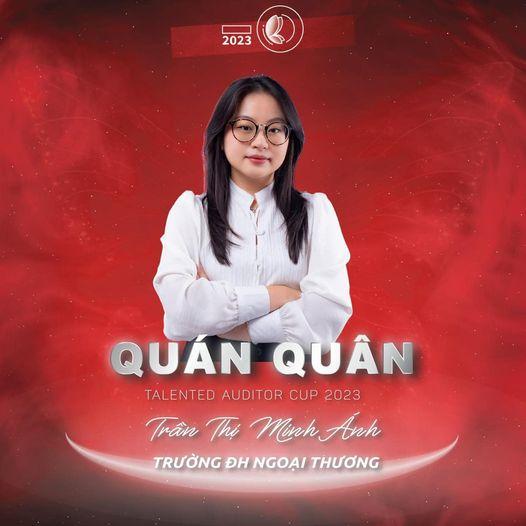 2023
QUÁN QUÂN
TALENTED AUDITOR CUP 2023
Trần Thị Minh Ánh
TRƯỜNG ĐH NGOẠI THƯƠNG